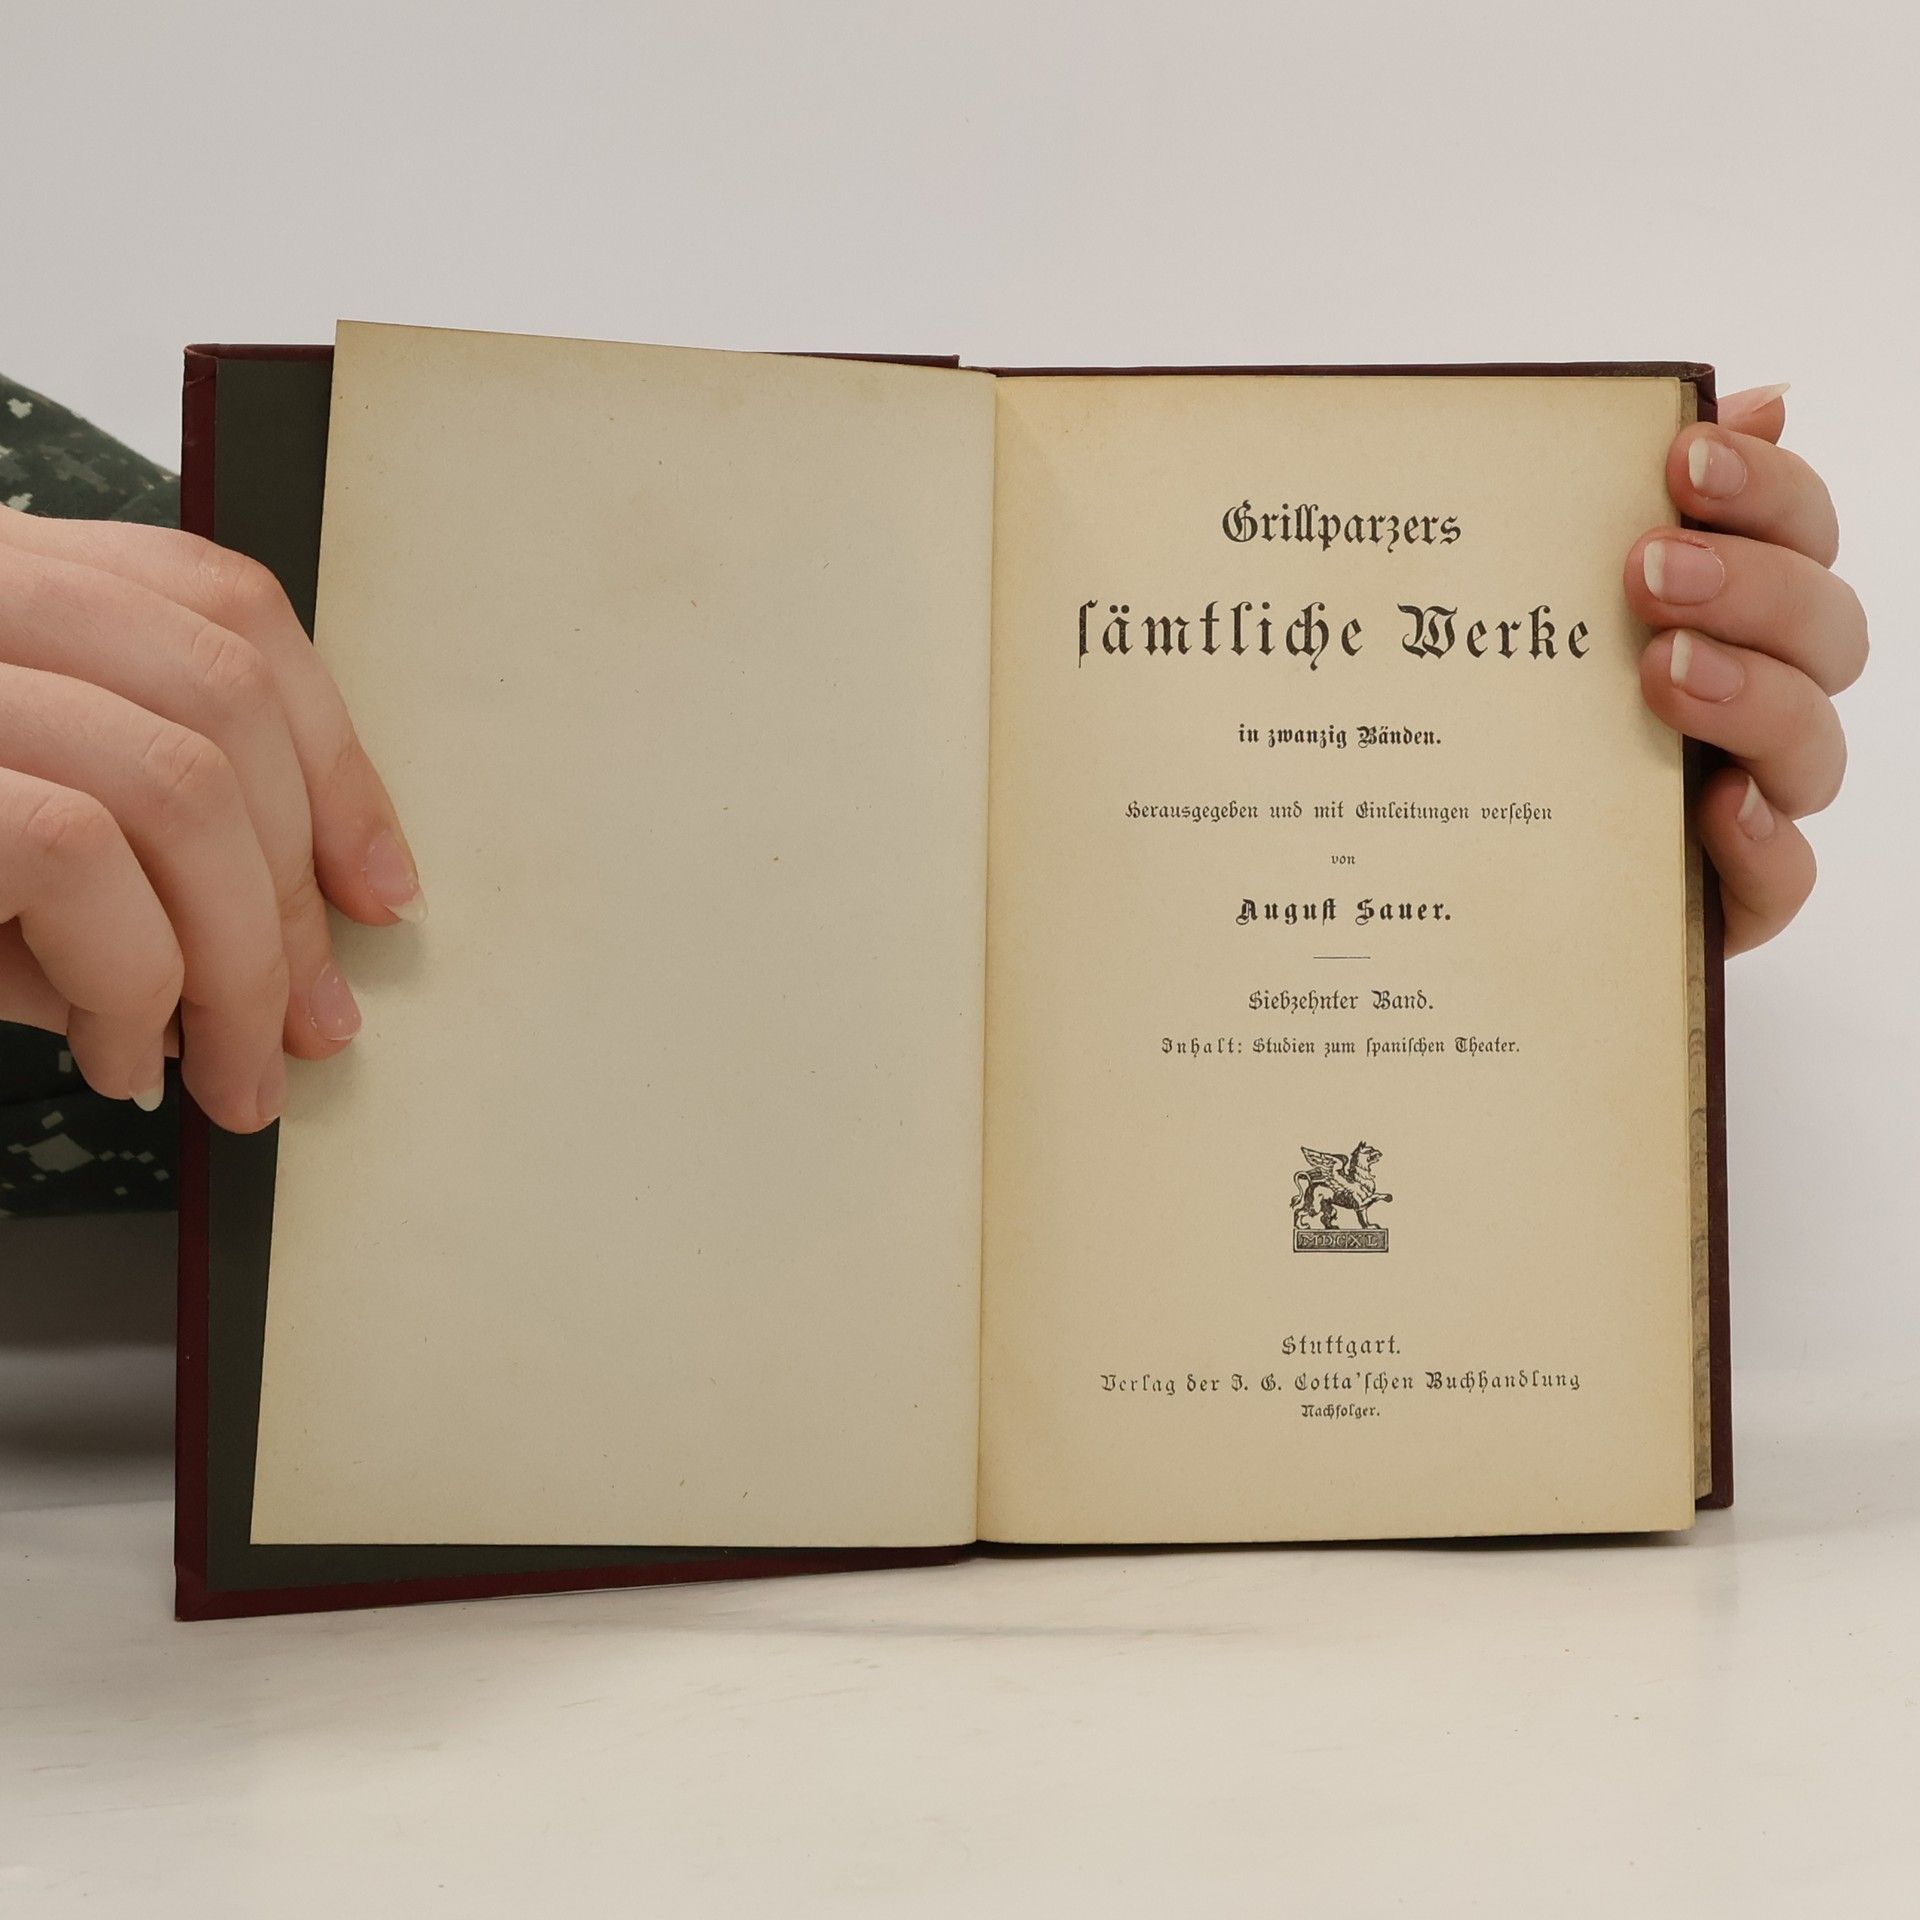 Grillparzers
ſämtliche Werke
in zwanzig Bänden.
Herausgegeben und mit Einleitungen verſehen
von
Auguſt Sauer.
Siebzehnter Band.
Inhalt: Studien zum ſpaniſchen Theater.
MDCXL
Stuttgart.
Verlag der J. G. Cotta'ſchen Buchhandlung
Nachfolger.